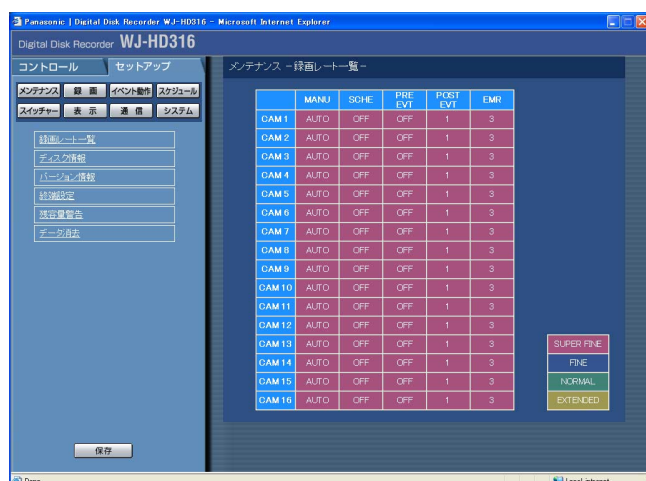 Panasonic | Digital Disk Recorder WJ-HD316 - Microsoft Internet Explorer
Digital Disk Recorder WJ-HD316
コントロール セットアップ
メンテナンス 録 画 イベント動作 スケジュール
スイッチャー 表 示 通 信 システム
録画レート一覧
ディスク情報
バージョン情報
終端設定
残容量警告
データ消去
保存
メンテナンス －録画レート一覧－
MANU SCHE PRE EVT POST EVT EMR
CAM 1 AUTO OFF OFF 1 3
CAM 2 AUTO OFF OFF 1 3
CAM 3 AUTO OFF OFF 1 3
CAM 4 AUTO OFF OFF 1 3
CAM 5 AUTO OFF OFF 1 3
CAM 6 AUTO OFF OFF 1 3
CAM 7 AUTO OFF OFF 1 3
CAM 8 AUTO OFF OFF 1 3
CAM 9 AUTO OFF OFF 1 3
CAM 10 AUTO OFF OFF 1 3
CAM 11 AUTO OFF OFF 1 3
CAM 12 AUTO OFF OFF 1 3
CAM 13 AUTO OFF OFF 1 3
CAM 14 AUTO OFF OFF 1 3
CAM 15 AUTO OFF OFF 1 3
CAM 16 AUTO OFF OFF 1 3
SUPER FINE
FINE
NORMAL
EXTENDED